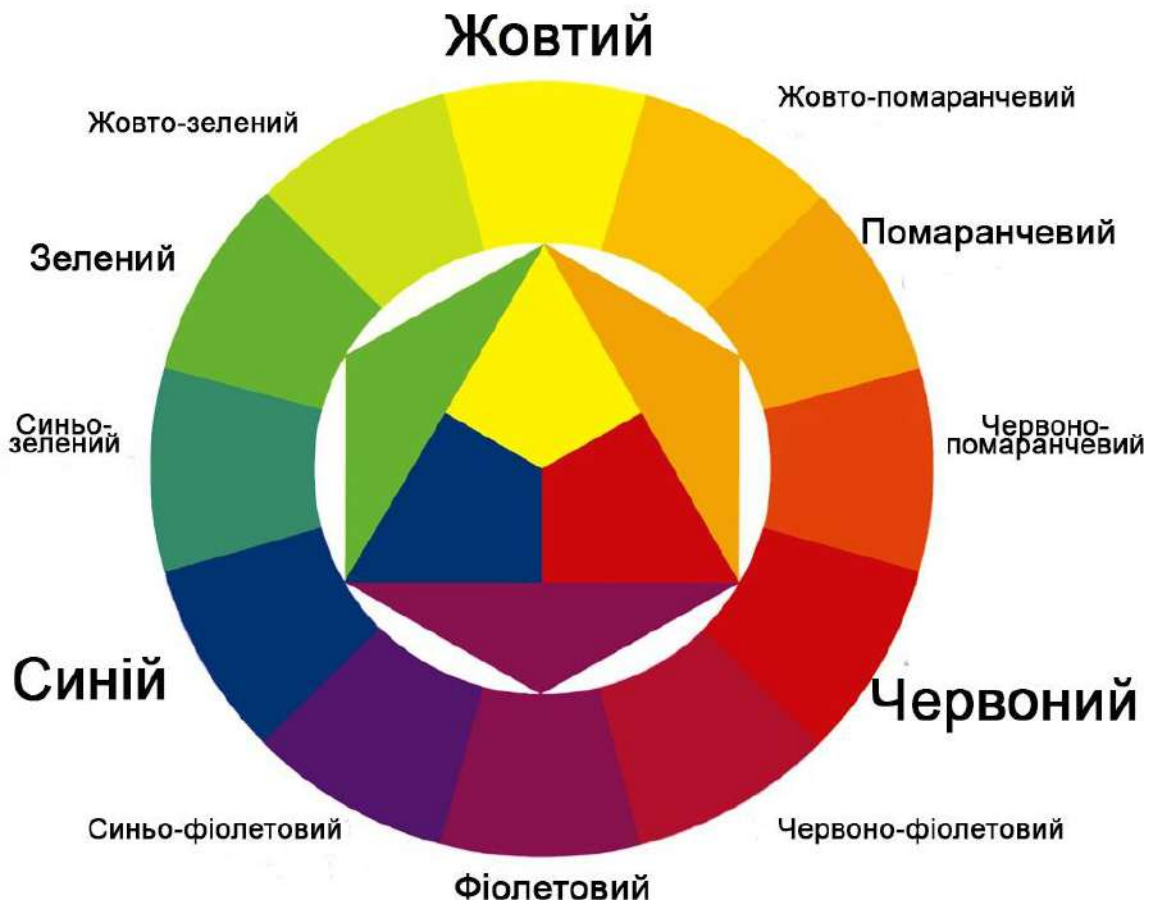 Жовтий
Жовто-помаранчевий
Жовто-зелений
Помаранчевий
Зелений
Синьо-
зелений
Червоно-
помаранчевий
Синій
Червоний
Синьо-фіолетовий
Червоно-фіолетовий
Фіолетовий